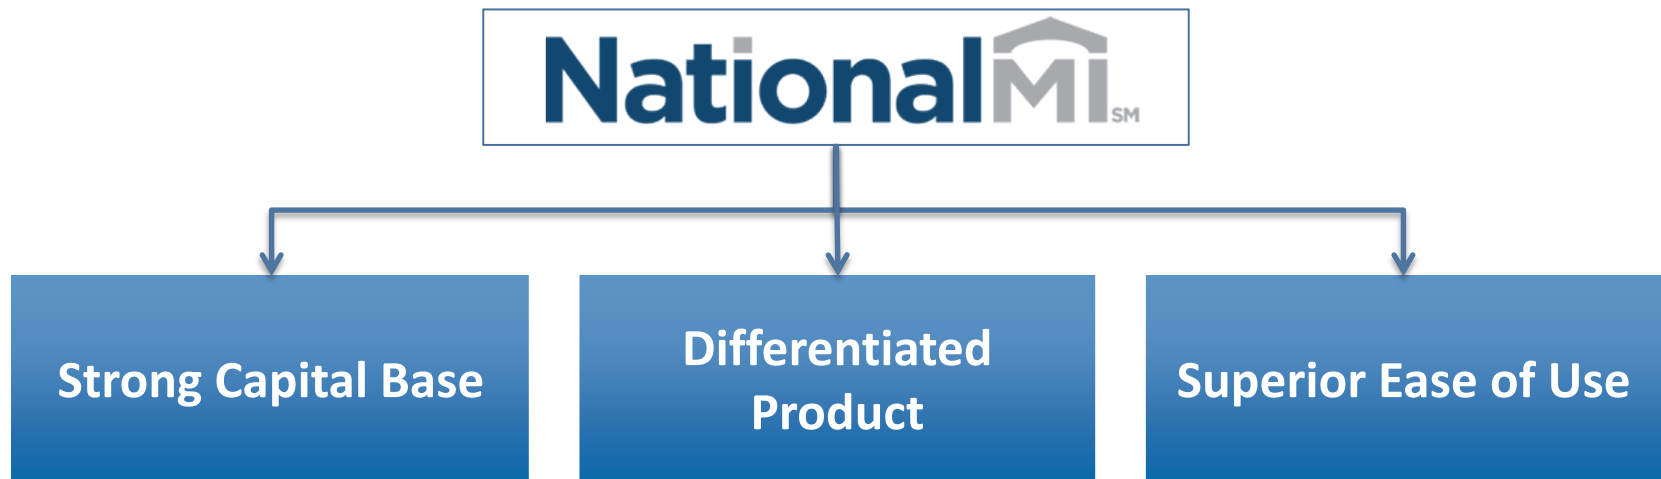 NationalMI SM
Strong Capital Base
Differentiated
Product
Superior Ease of Use